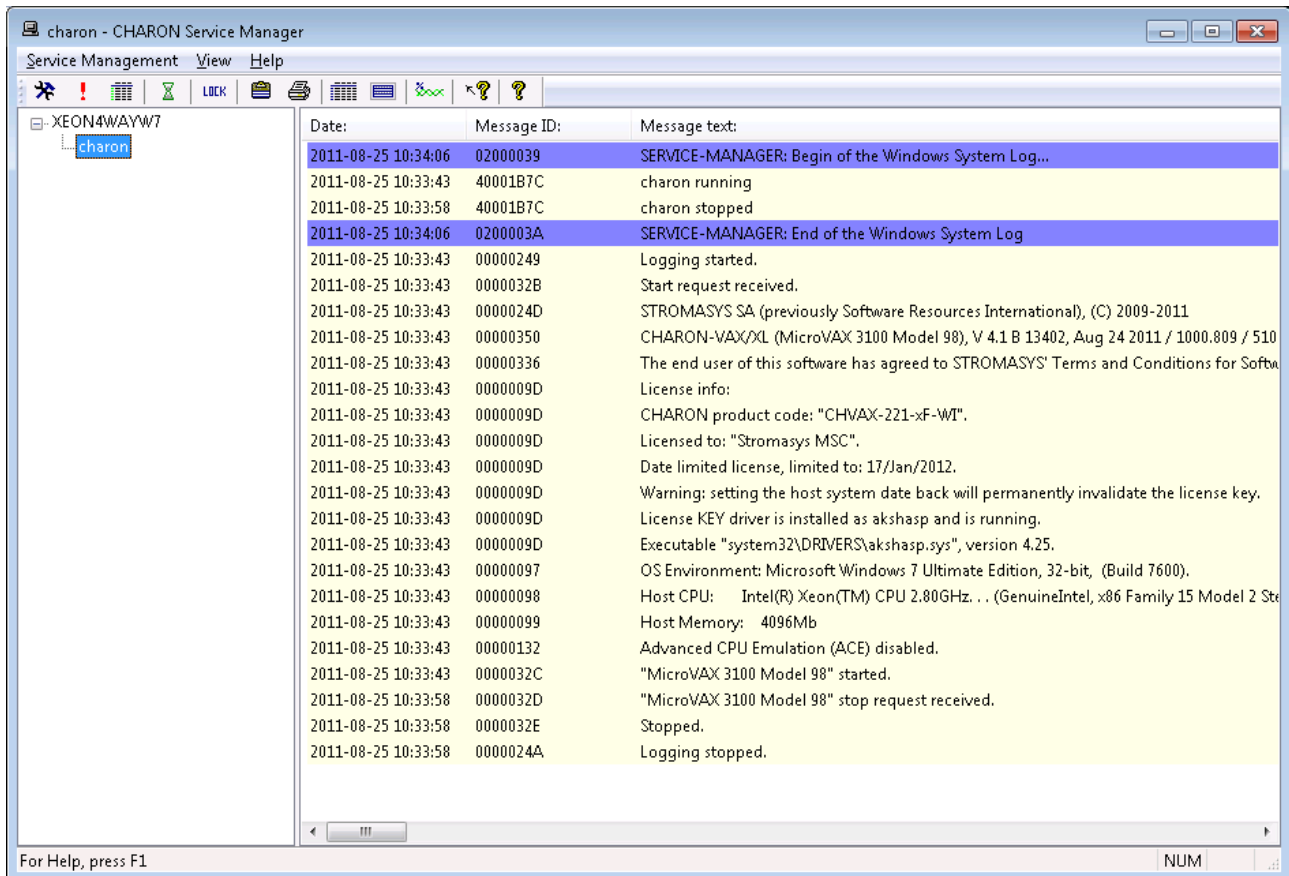 charon - CHARON Service Manager
Service Management View Help
LOCK
XEON4WAYW7
charon
Date: Message ID: Message text:
2011-08-25 10:34:06 02000039 SERVICE-MANAGER: Begin of the Windows System Log...
2011-08-25 10:33:43 40001B7C charon running
2011-08-25 10:33:58 40001B7C charon stopped
2011-08-25 10:34:06 0200003A SERVICE-MANAGER: End of the Windows System Log
2011-08-25 10:33:43 00000249 Logging started.
2011-08-25 10:33:43 0000032B Start request received.
2011-08-25 10:33:43 0000024D STROMASYS SA (previously Software Resources International), (C) 2009-2011
2011-08-25 10:33:43 00000350 CHARON-VAX/XL (MicroVAX 3100 Model 98), V 4.1 B 13402, Aug 24 2011 / 1000.809 / 510
2011-08-25 10:33:43 00000336 The end user of this software has agreed to STROMASYS' Terms and Conditions for Softw
2011-08-25 10:33:43 0000009D License info:
2011-08-25 10:33:43 0000009D CHARON product code: "CHVAX-221-xF-WI".
2011-08-25 10:33:43 0000009D Licensed to: "Stromasys MSC".
2011-08-25 10:33:43 0000009D Date limited license, limited to: 17/Jan/2012.
2011-08-25 10:33:43 0000009D Warning: setting the host system date back will permanently invalidate the license key.
2011-08-25 10:33:43 0000009D License KEY driver is installed as akshasp and is running.
2011-08-25 10:33:43 0000009D Executable "system32\DRIVERS\akshasp.sys", version 4.25.
2011-08-25 10:33:43 00000097 OS Environment: Microsoft Windows 7 Ultimate Edition, 32-bit, (Build 7600).
2011-08-25 10:33:43 00000098 Host CPU: Intel(R) Xeon(TM) CPU 2.80GHz. . . (GenuineIntel, x86 Family 15 Model 2 Ste
2011-08-25 10:33:43 00000099 Host Memory: 4096Mb
2011-08-25 10:33:43 00000132 Advanced CPU Emulation (ACE) disabled.
2011-08-25 10:33:43 0000032C "MicroVAX 3100 Model 98" started.
2011-08-25 10:33:58 0000032D "MicroVAX 3100 Model 98" stop request received.
2011-08-25 10:33:58 0000032E Stopped.
2011-08-25 10:33:58 0000024A Logging stopped.
For Help, press F1 NUM